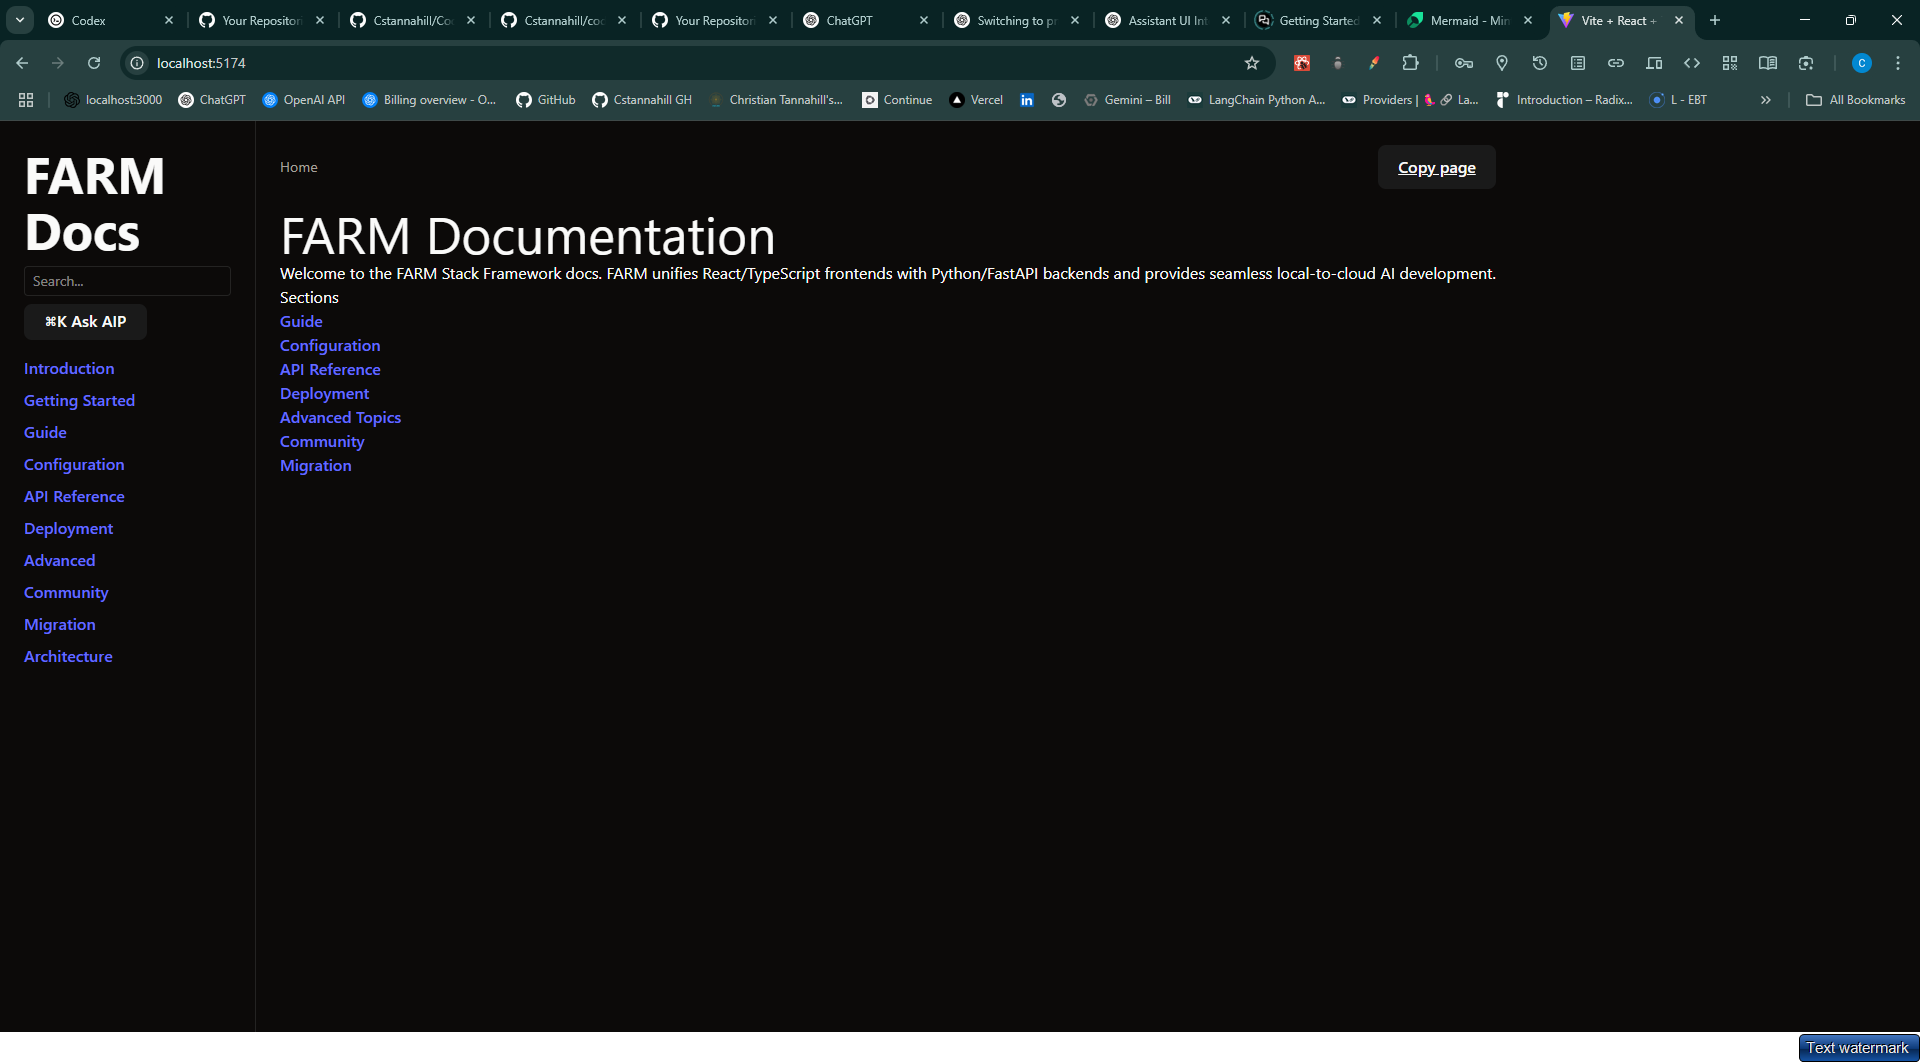 Codex
Your Repositori
Cstannahill/Co
Cstannahill/coc
Your Repositori
ChatGPT
Switching to pr
Assistant UI Int
Getting Started
Mermaid - Min
Vite + React +
localhost:5174
localhost:3000
ChatGPT
OpenAI API
Billing overview - O...
GitHub
Cstannahill GH
Christian Tannahill's...
Continue
Vercel
in
Gemini – Bill
LangChain Python A...
Providers | 🦜🔗 La...
Introduction – Radix...
L - EBT
All Bookmarks
C
FARM
Docs
Search...
⌘K Ask AIP
Introduction
Getting Started
Guide
Configuration
API Reference
Deployment
Advanced
Community
Migration
Architecture
Home
Copy page
FARM Documentation
Welcome to the FARM Stack Framework docs. FARM unifies React/TypeScript frontends with Python/FastAPI backends and provides seamless local-to-cloud AI development.
Sections
Guide
Configuration
API Reference
Deployment
Advanced Topics
Community
Migration
Text watermark